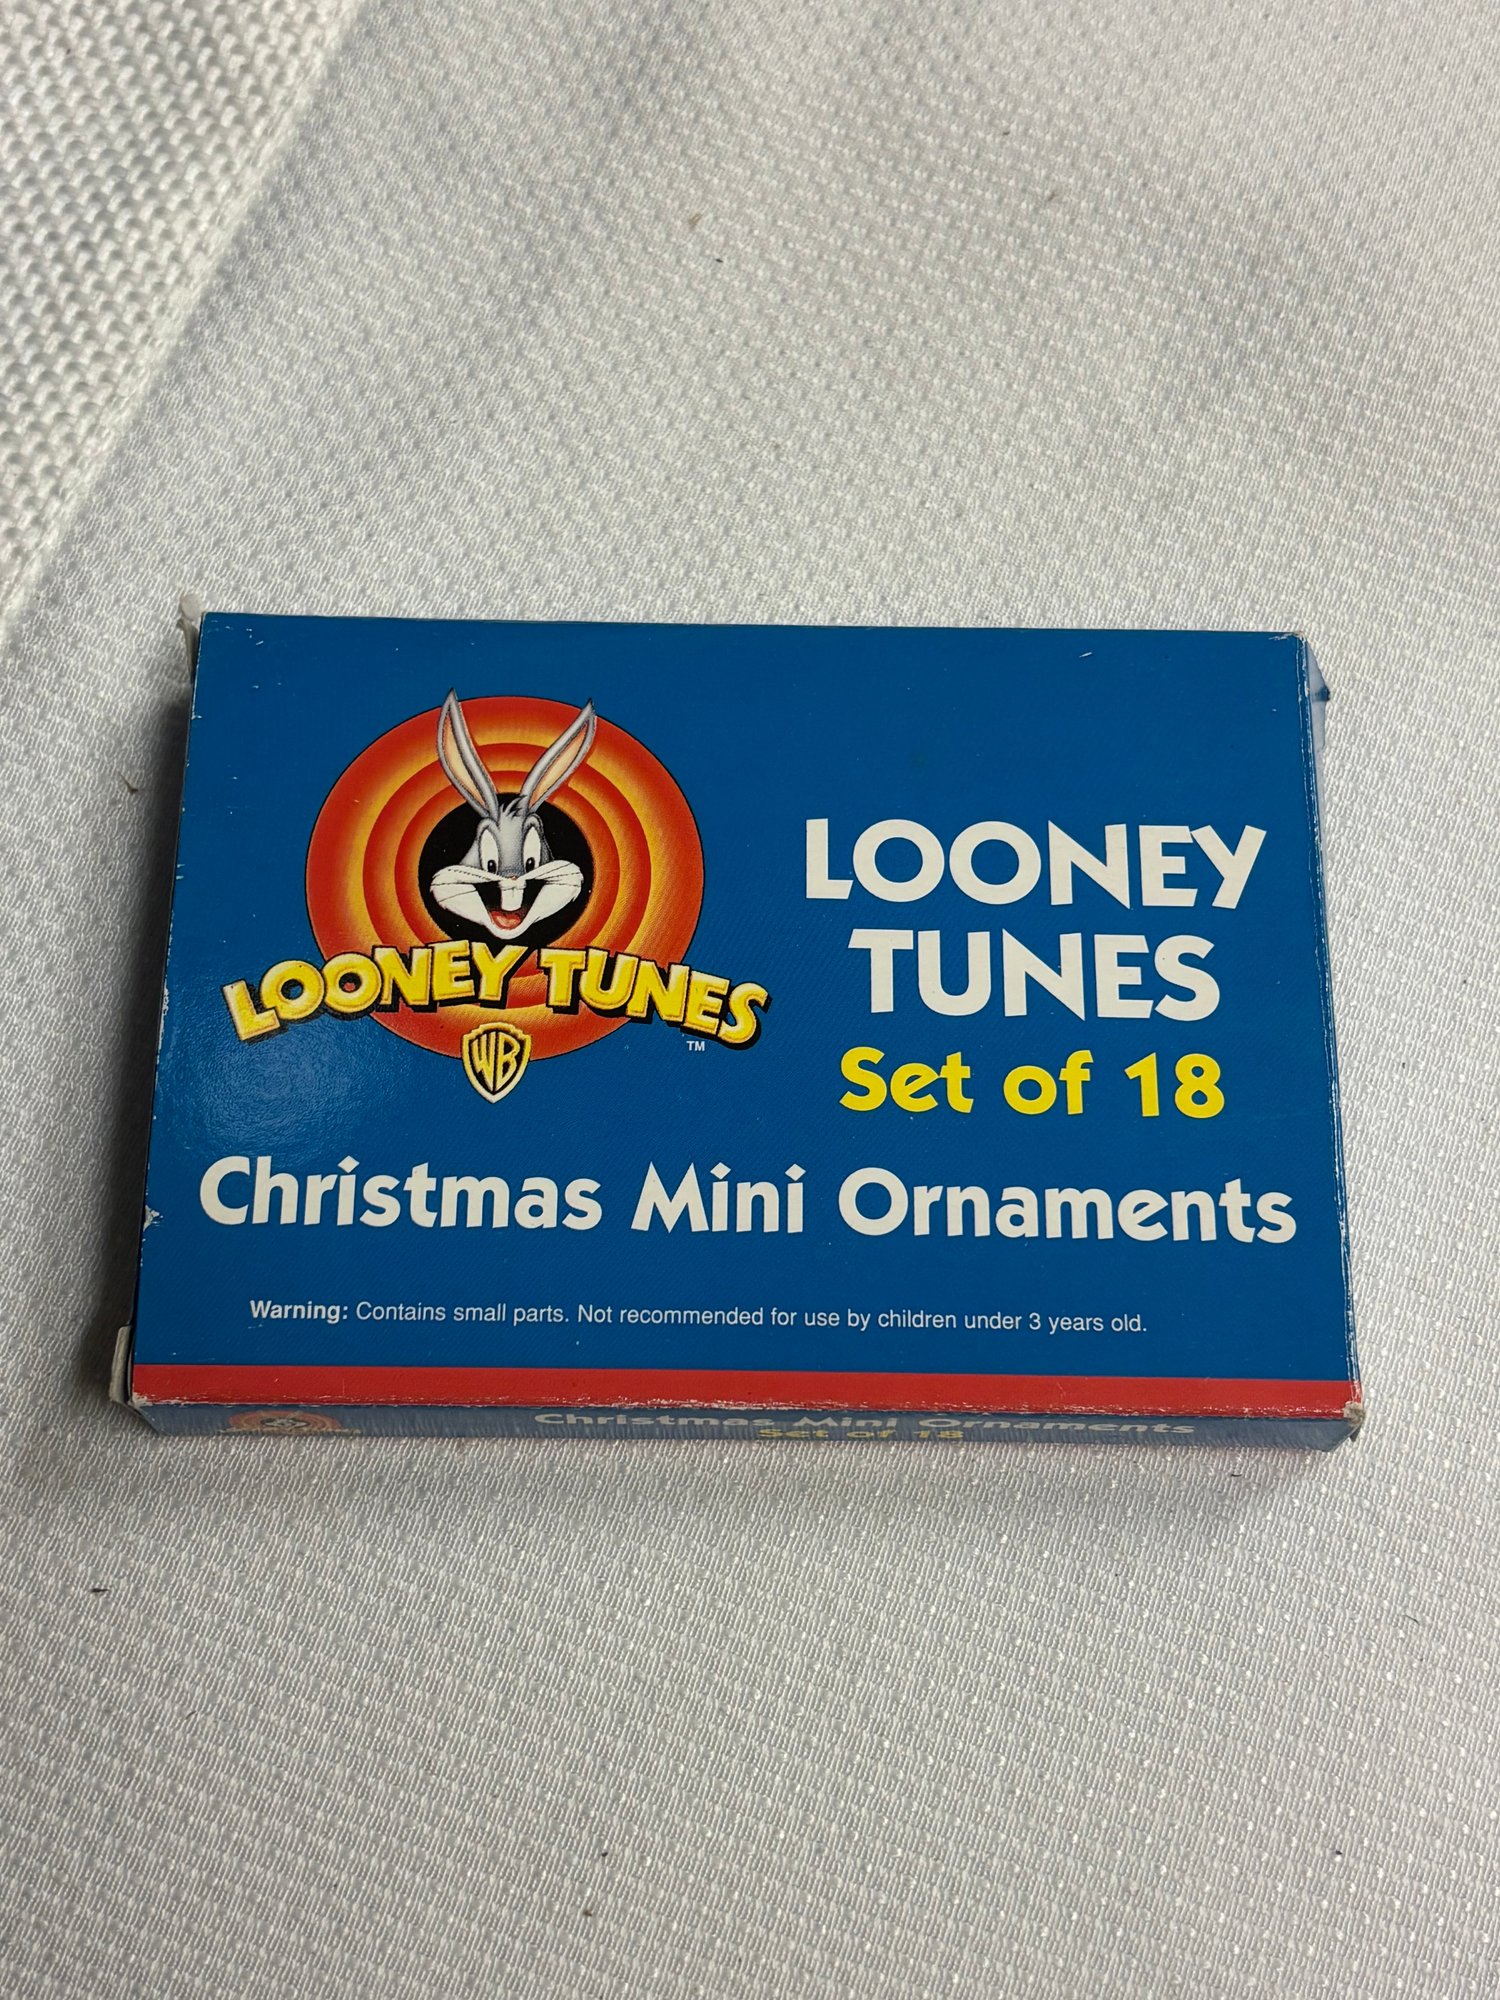 LOONEY TUNES
TM
WB
LOONEY
TUNES
Set of 18
Christmas Mini Ornaments
Warning: Contains small parts. Not recommended for use by children under 3 years old.
Christmas Mini Ornaments
Set of 18